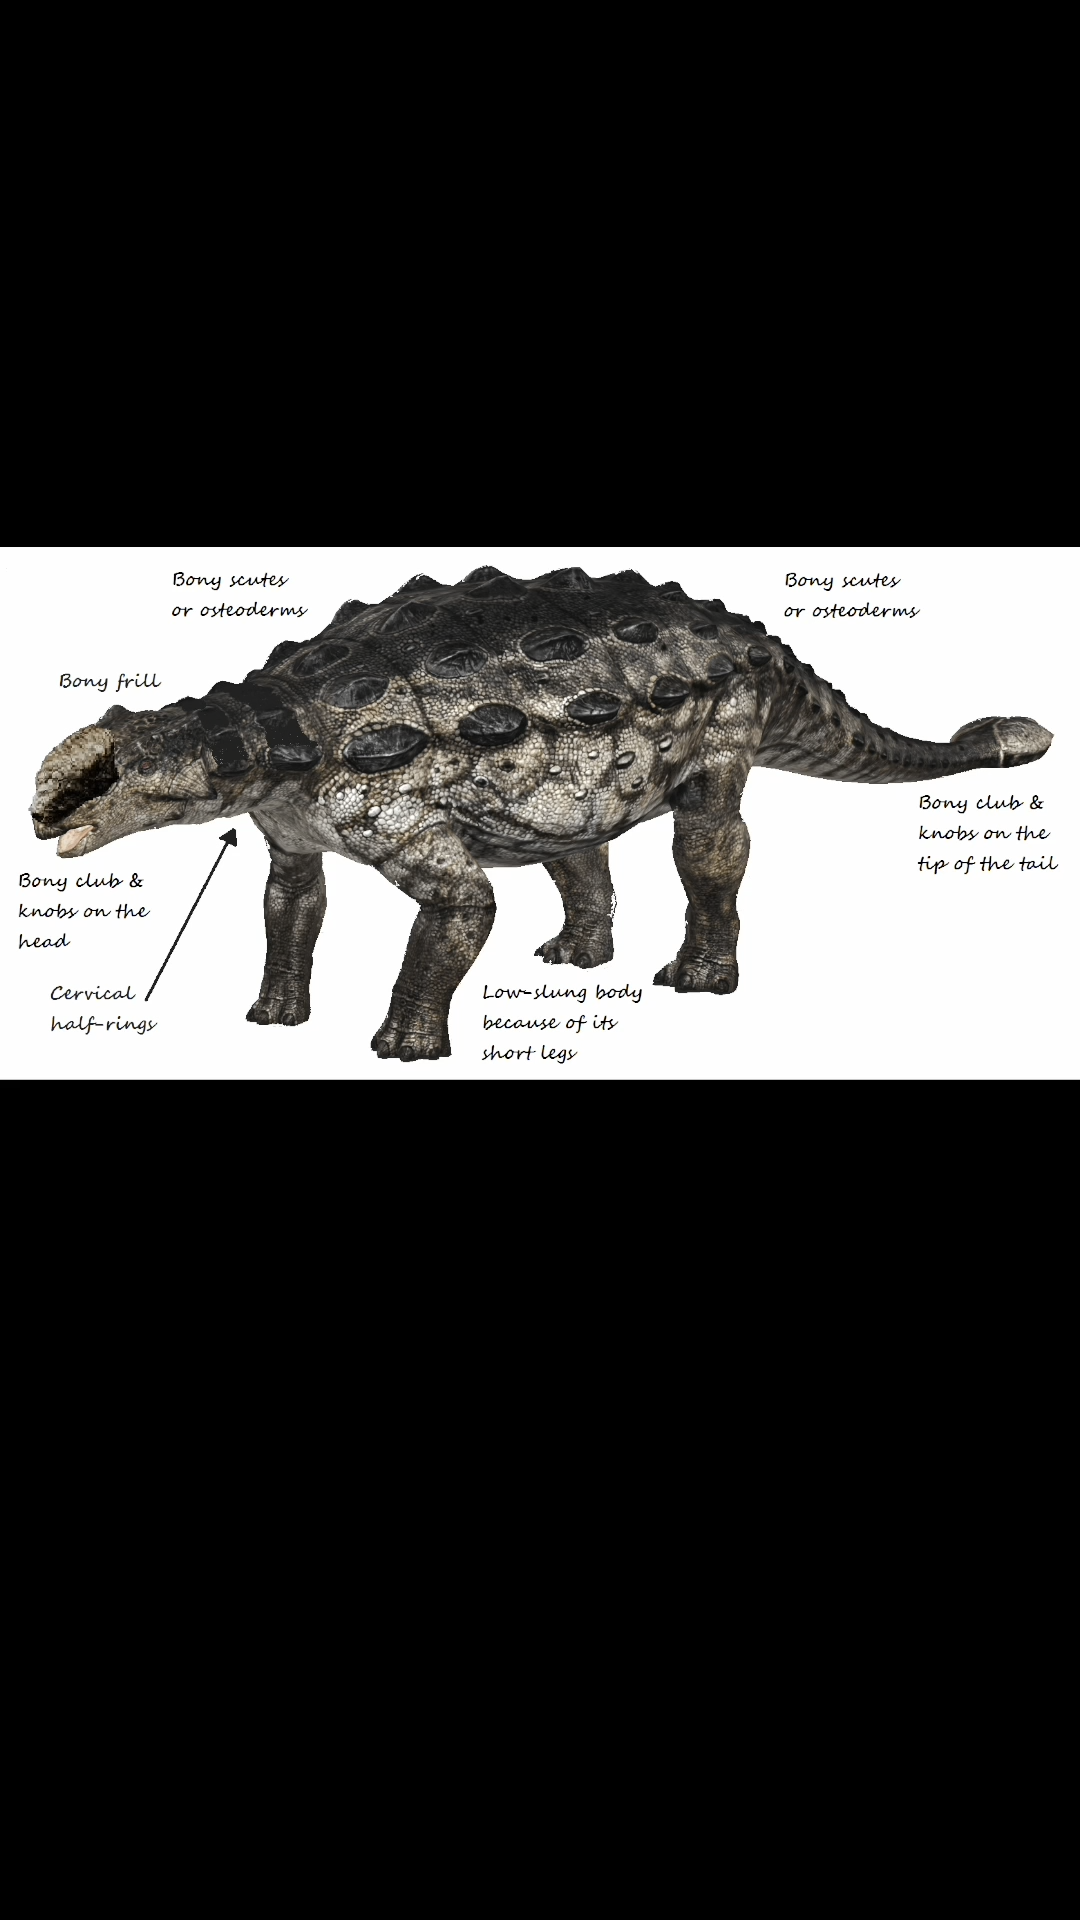 Bony scutes
or osteoderms
Bony scutes
or osteoderms
Bony frill
Bony club &
knobs on the
tip of the tail
Bony club &
knobs on the
head
Cervical
half-rings
Low-slung body
because of its
short legs